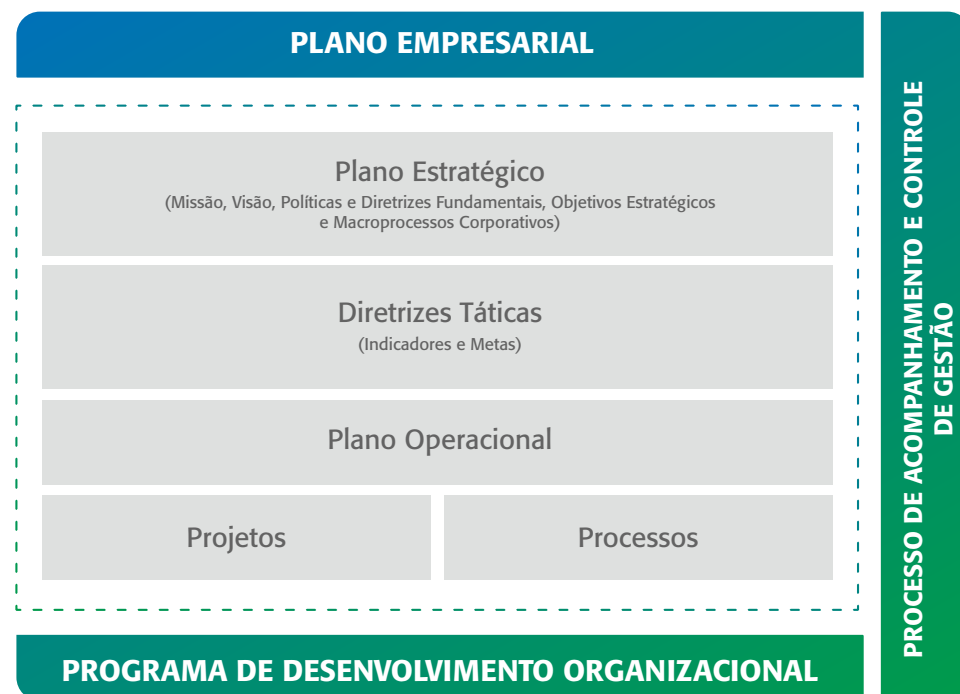 PLANO EMPRESARIAL
Plano Estratégico
(Missão, Visão, Políticas e Diretrizes Fundamentais, Objetivos Estratégicos
e Macroprocessos Corporativos)
Diretrizes Táticas
(Indicadores e Metas)
Plano Operacional
Projetos
Processos
PROGRAMA DE DESENVOLVIMENTO ORGANIZACIONAL
PROCESSO DE ACOMPANHAMENTO E CONTROLE
DE GESTÃO